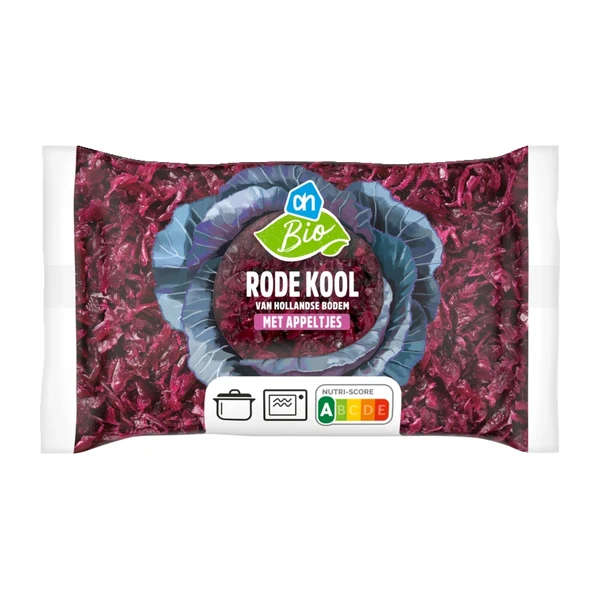 ah
Bio
RODE KOOL
VAN HOLLANDSE BODEM
MET APPELTJES
NUTRI-SCORE
A B C D E